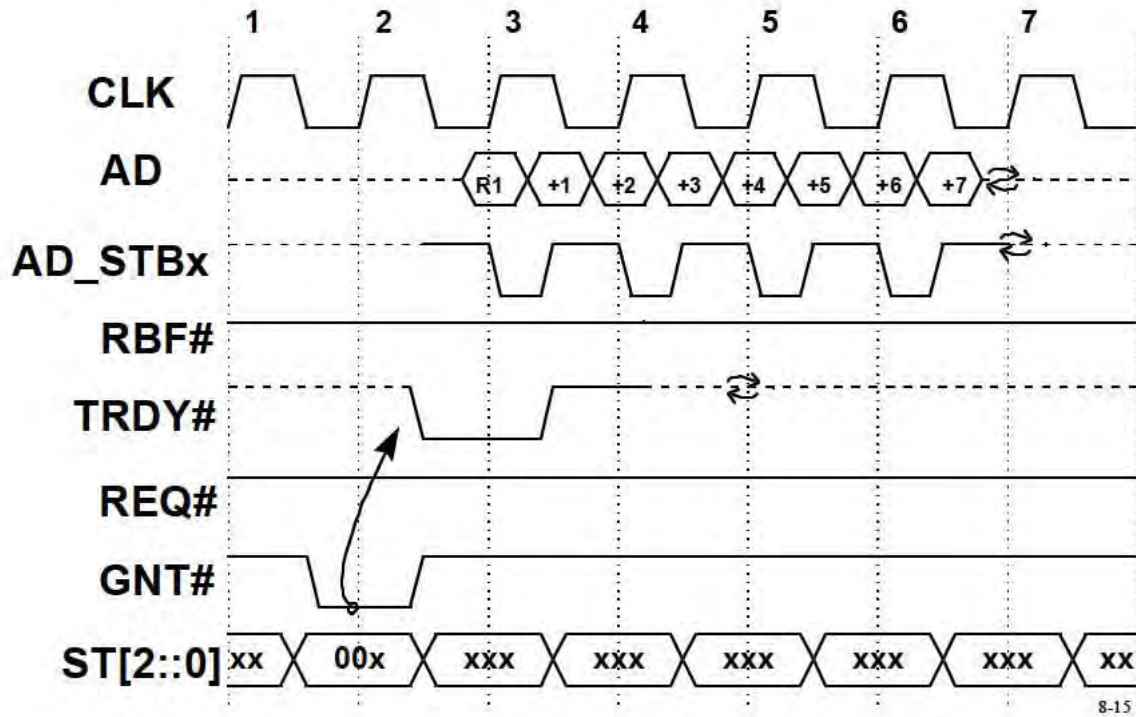 1 2 3 4 5 6 7
CLK
AD R1 +1 +2 +3 +4 +5 +6 +7
AD_STBx
RBF#
TRDY#
REQ#
GNT#
ST[2::0] xx 00x xxx xxx xxx xxx xxx xx
8-15